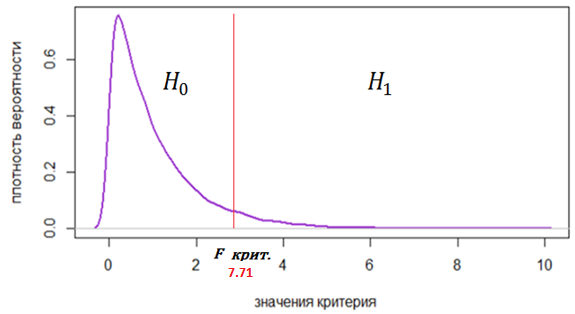 плотность вероятности
0.0 0.2 0.4 0.6
H₀ H₁
0 2 4 6 8 10
F крит.
7.71
значения критерия